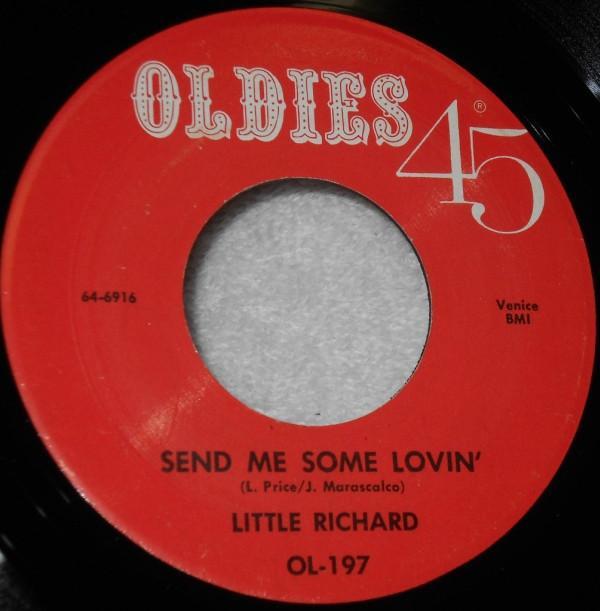 OLDIES
45®
64-6916
Venice
BMI
SEND ME SOME LOVIN'
(L. Price/J. Marascalco)
LITTLE RICHARD
OL-197